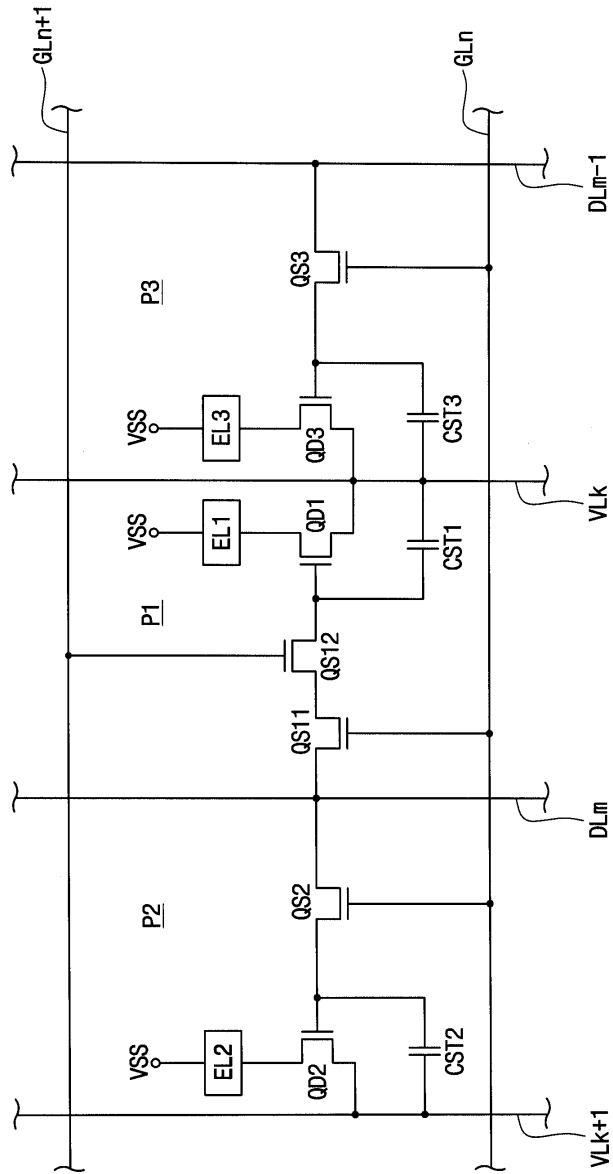 GLn+1
VSS
EL2
QD2
P2
QS2
CST2
P1
QS11
QS12
VSS
EL1
QD1
CST1
VSS
EL3
QD3
CST3
P3
QS3
GLn
VLk+1
DLm
VLk
DLm-1